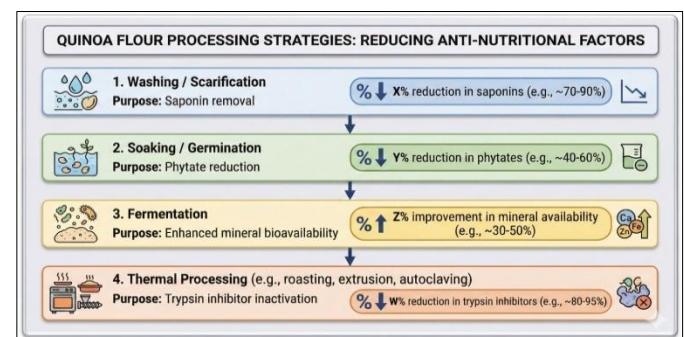 QUINOA FLOUR PROCESSING STRATEGIES: REDUCING ANTI-NUTRITIONAL FACTORS
1. Washing / Scarification
Purpose: Saponin removal
% X% reduction in saponins (e.g., ~70-90%)
2. Soaking / Germination
Purpose: Phytate reduction
% Y% reduction in phytates (e.g., ~40-60%)
3. Fermentation
Purpose: Enhanced mineral bioavailability
% Z% improvement in mineral availability
(e.g., ~30-50%)
Ca
Zn Fe
4. Thermal Processing (e.g., roasting, extrusion, autoclaving)
Purpose: Trypsin inhibitor inactivation
% W% reduction in trypsin inhibitors (e.g., ~80-95%)